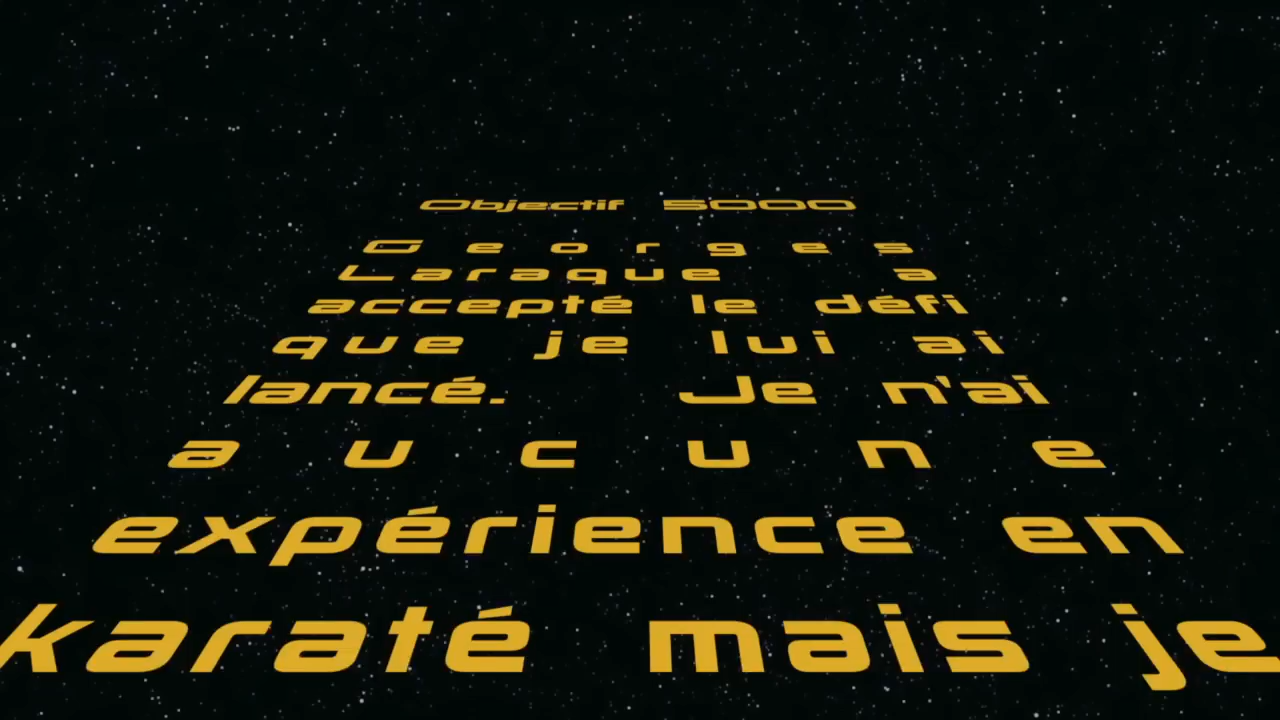 Objectif 5000
Georges
Laraque a
accepté le défi
que je lui ai
lancé. Je n'ai
aucune
expérience en
karaté mais je